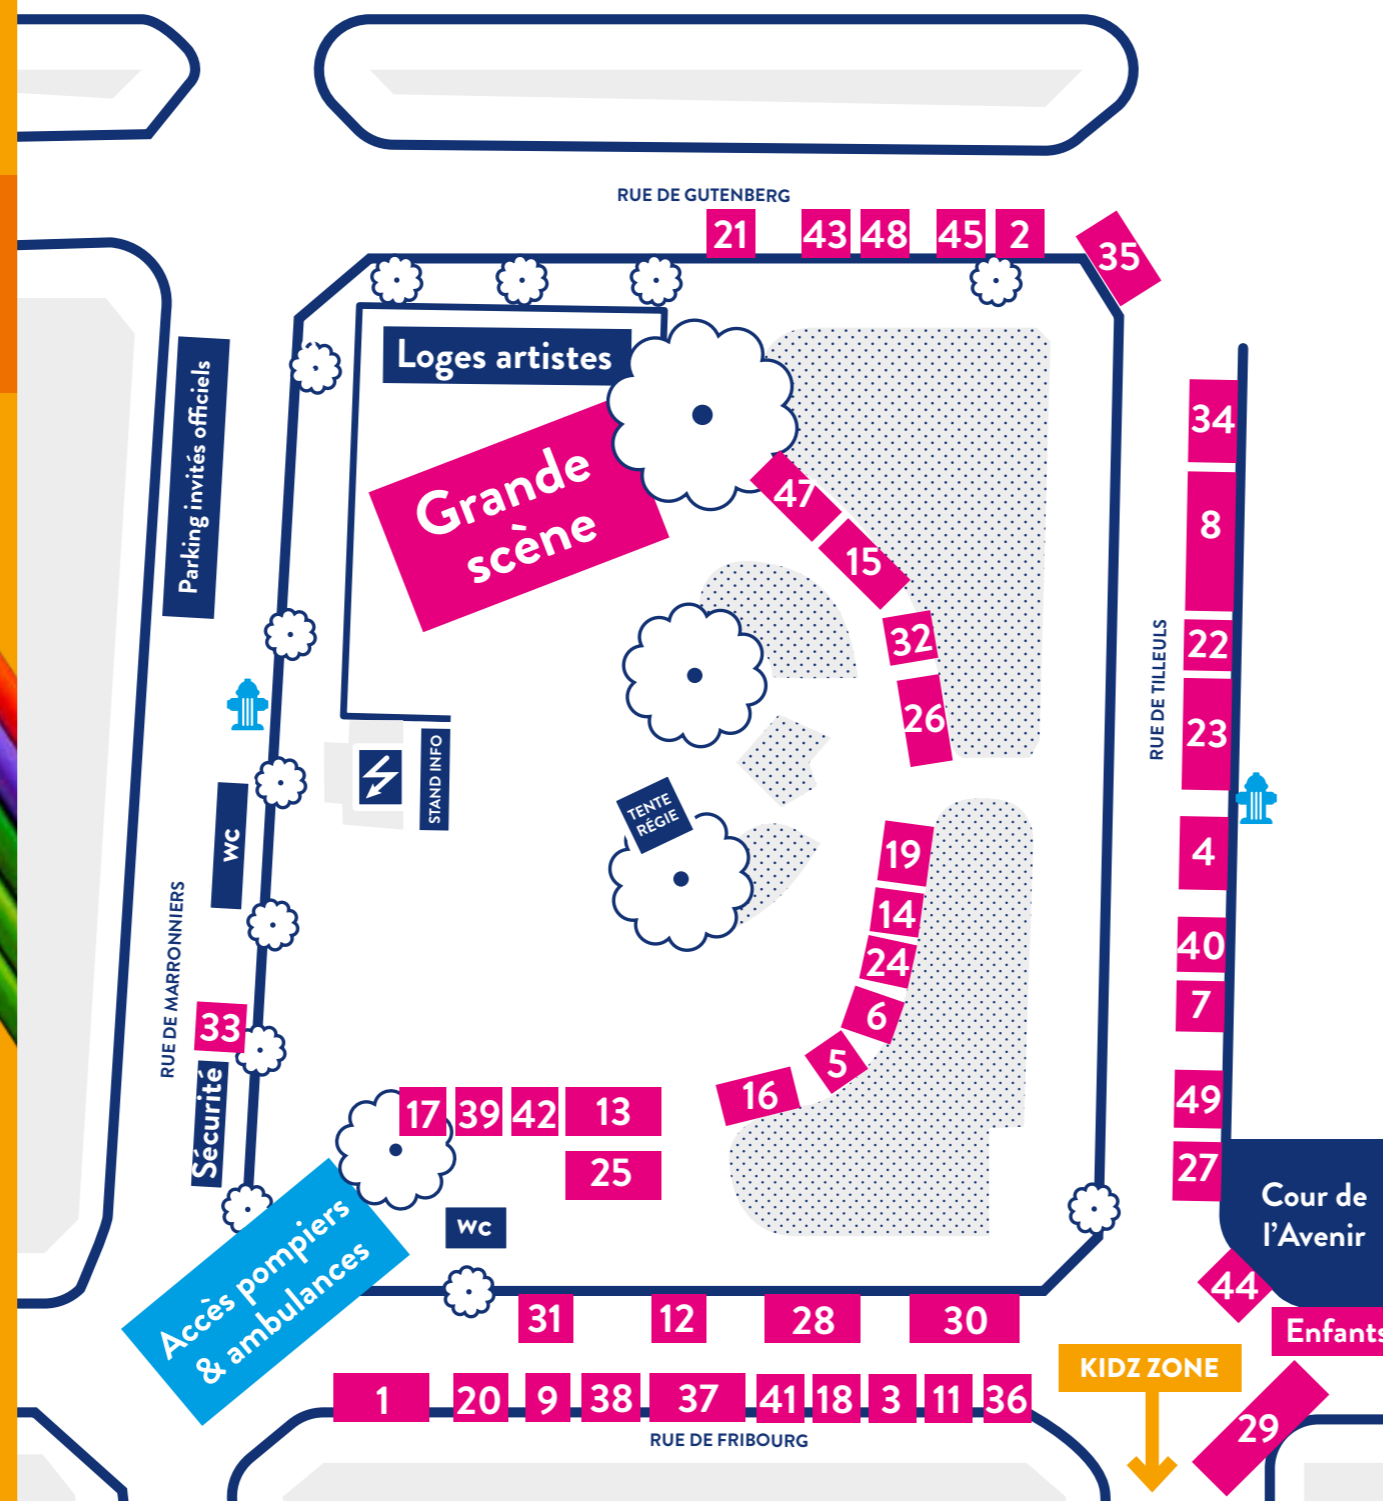 RUE DE GUTENBERG
21
43
48
45
2
35
Loges artistes
Parking invités officiels
Grande
scène
34
47
8
15
32
22
26
23
RUE DE TILLEULS
STAND INFO
TENTE
RÉGIE
wc
19
4
14
40
24
7
6
RUE DE MARRONNIERS
33
5
16
49
Sécurité
17
39
42
13
25
27
Cour de
l'Avenir
wc
Accès pompiers
& ambulances
44
31
12
28
30
Enfants
KIDZ ZONE
1
20
9
38
37
41
18
3
11
36
29
RUE DE FRIBOURG